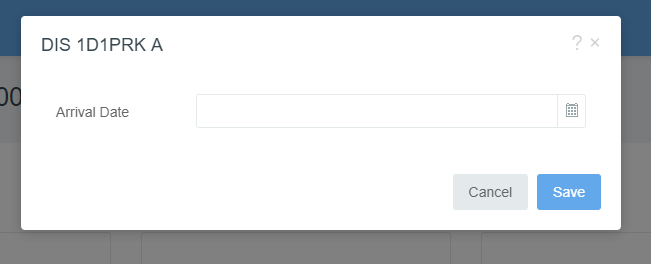 DIS 1D1PRK A
? ×
Arrival Date
Cancel Save